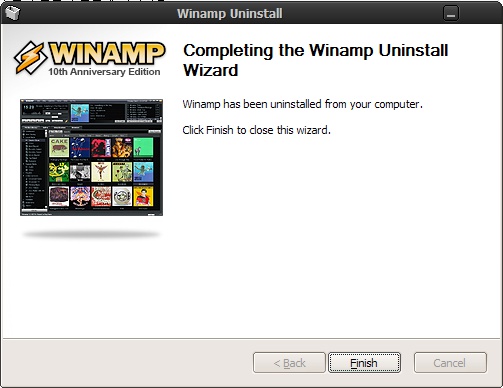 Winamp Uninstall
WINAMP
10th Anniversary Edition
Completing the Winamp Uninstall
Wizard
Winamp has been uninstalled from your computer.
Click Finish to close this wizard.
CAKE
< Back
Finish
Cancel